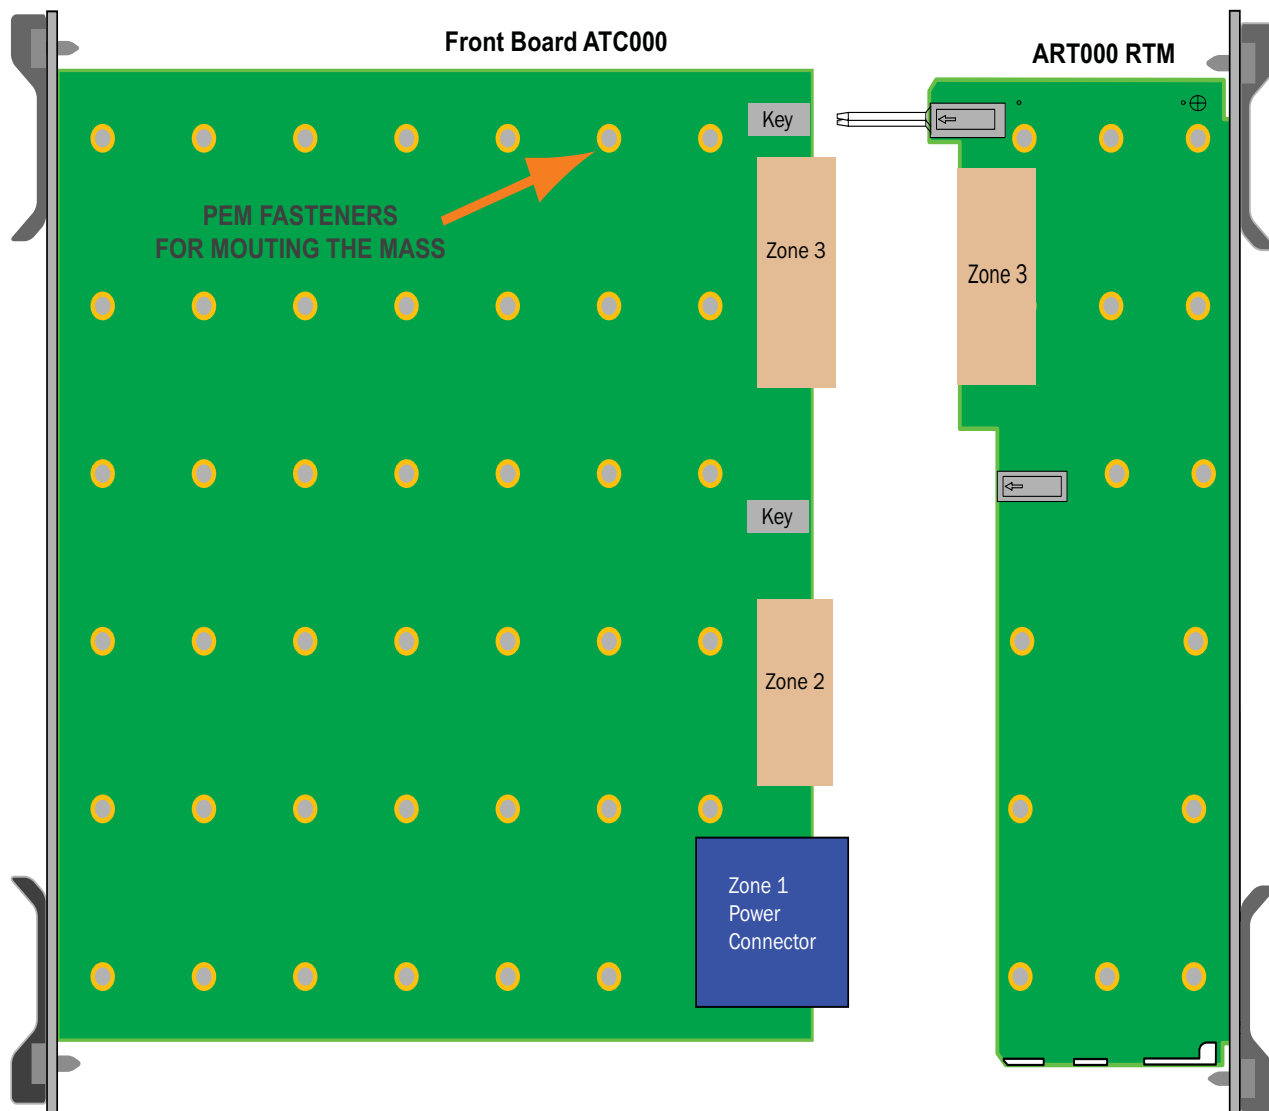 Front Board ATC000
ART000 RTM
Key
PEM FASTENERS
FOR MOUTING THE MASS
Zone 3
Zone 3
Key
Zone 2
Zone 1
Power
Connector